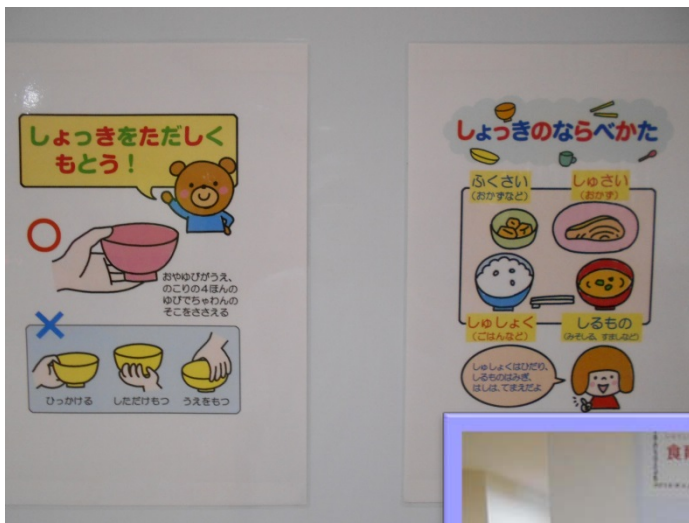 しょっきをただしく
もとう！
おやゆびがうえ、
のこりの4ほんの
ゆびでちゃわんの
そこをささえる
ひっかける
しただけもつ
うえをもつ
しょっきのならべかた
ふくさい
（おかずなど）
しゅさい
（おかず）
しゅしょく
（ごはんなど）
しるもの
（みそしる、すましなど）
しゅしょくはひだり、
しるものはみぎ、
はしは、てまえだよ